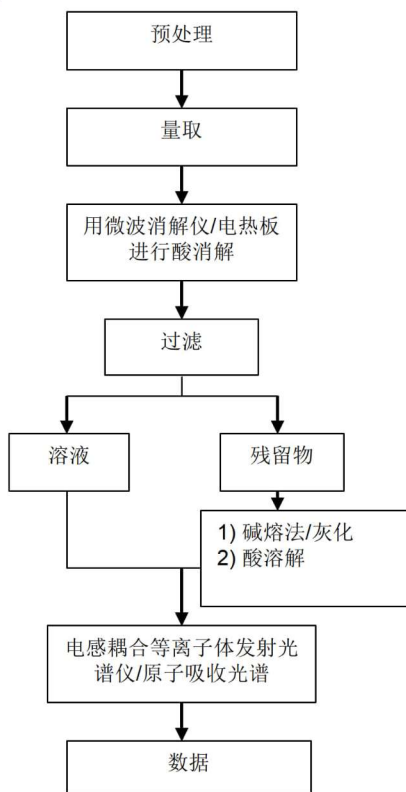 预处理
量取
用微波消解仪/电热板
进行酸消解
过滤
溶液
残留物
1) 碱熔法/灰化
2) 酸溶解
电感耦合等离子体发射光
谱仪/原子吸收光谱
数据